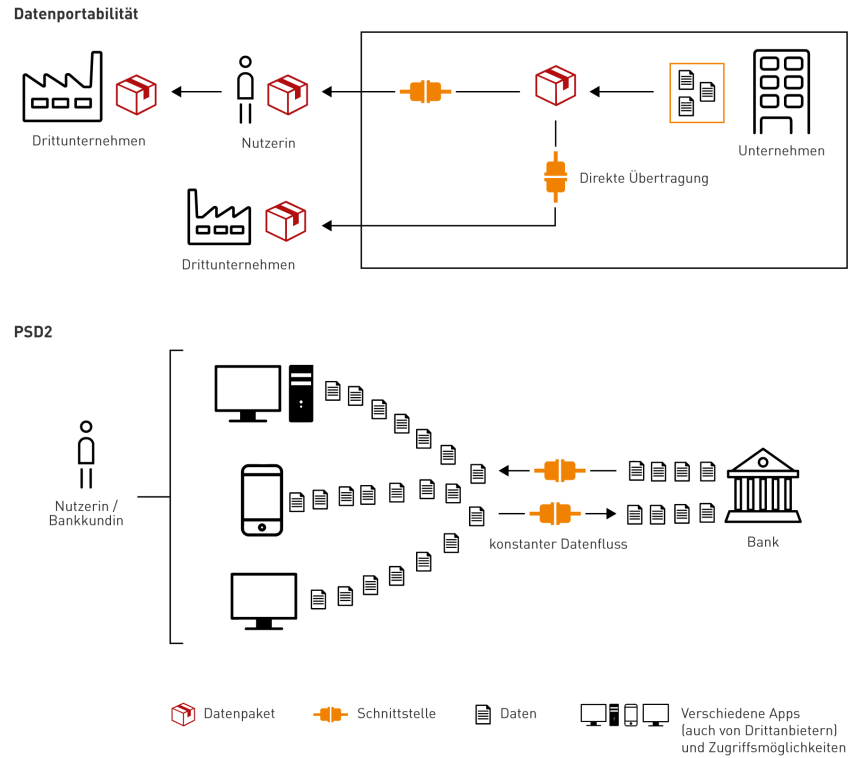 Datenportabilität
Drittunternehmen
Nutzerin
Unternehmen
Direkte Übertragung
Drittunternehmen
PSD2
Nutzerin /
Bankkundin
konstanter Datenfluss
Bank
Datenpaket
Schnittstelle
Daten
Verschiedene Apps
(auch von Drittanbietern)
und Zugriffsmöglichkeiten